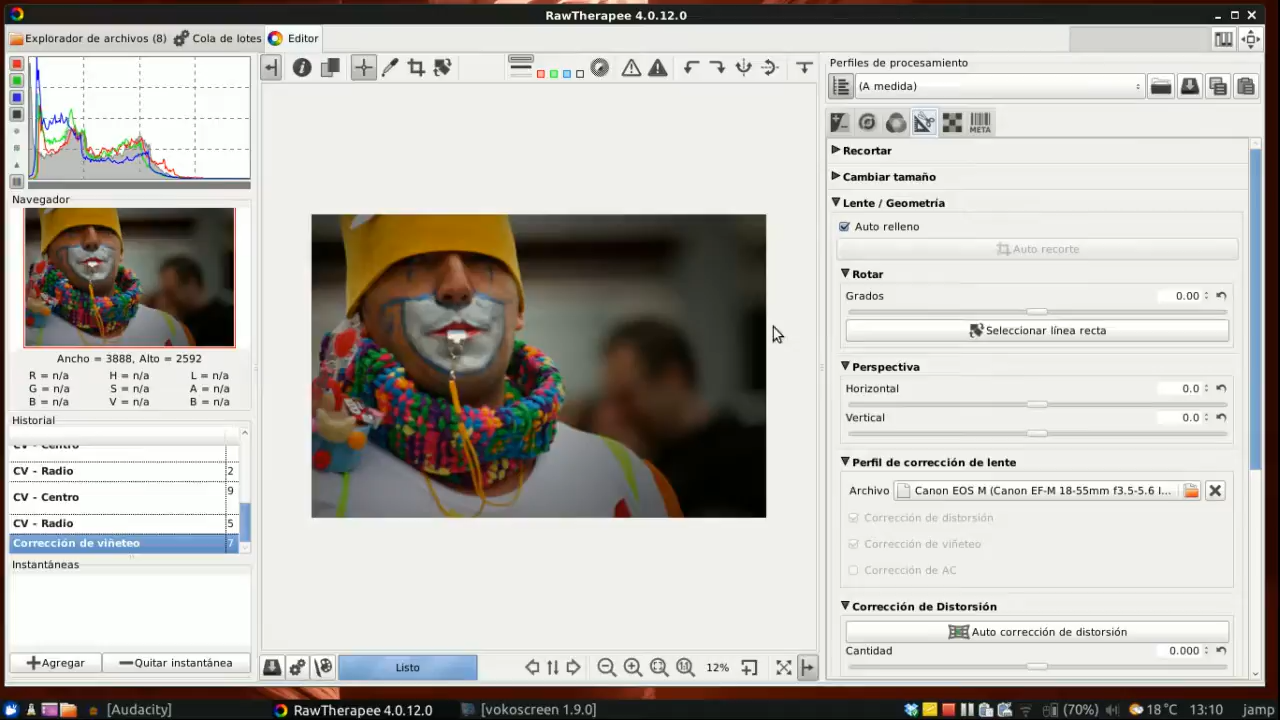 RawTherapee 4.0.12.0
Explorador de archivos (8)
Cola de lotes
Editor
Navegador
Ancho = 3888, Alto = 2592
R = n/a H = n/a L = n/a
G = n/a S = n/a A = n/a
B = n/a V = n/a B = n/a
Historial
CV - Centro
CV - Radio 2
CV - Centro 9
CV - Radio 5
Corrección de viñeteo 7
Instantáneas
Agregar
Quitar instantánea
Listo
12%
Perfiles de procesamiento
(A medida)
META
Recortar
Cambiar tamaño
Lente / Geometría
Auto relleno
Auto recorte
Rotar
Grados 0.00
Seleccionar línea recta
Perspectiva
Horizontal 0.0
Vertical 0.0
Perfil de corrección de lente
Archivo Canon EOS M (Canon EF-M 18-55mm f3.5-5.6 I...
Corrección de distorsión
Corrección de viñeteo
Corrección de AC
Corrección de Distorsión
Auto corrección de distorsión
Cantidad 0.000
[Audacity]
RawTherapee 4.0.12.0
[vokoscreen 1.9.0]
(70%)
18 °C
13:10
jamp